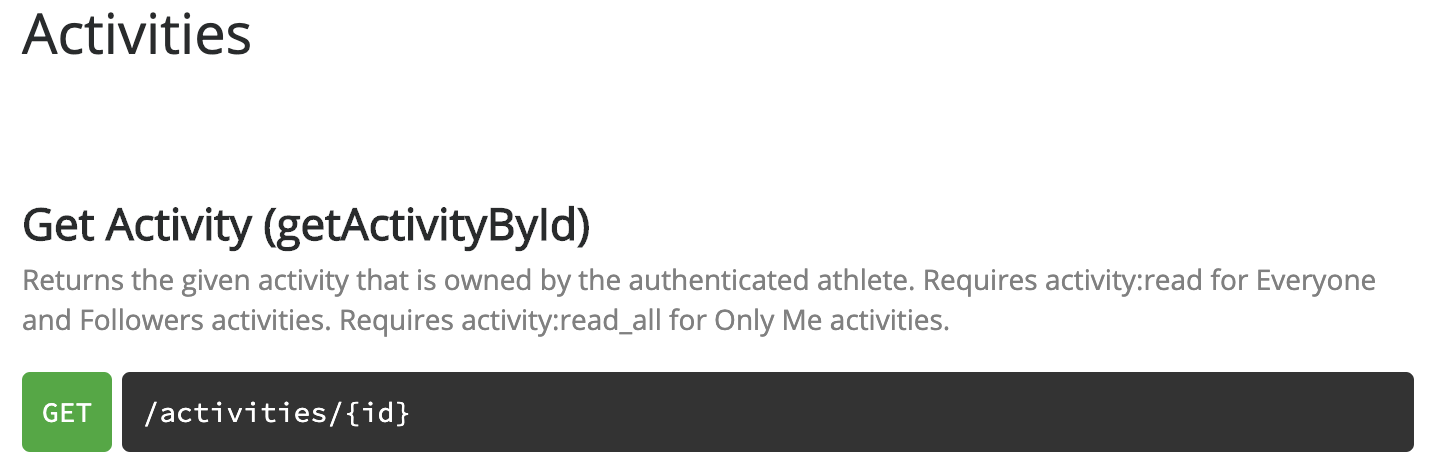 Activities
Get Activity (getActivityById)
Returns the given activity that is owned by the authenticated athlete. Requires activity:read for Everyone
and Followers activities. Requires activity:read_all for Only Me activities.
GET /activities/{id}